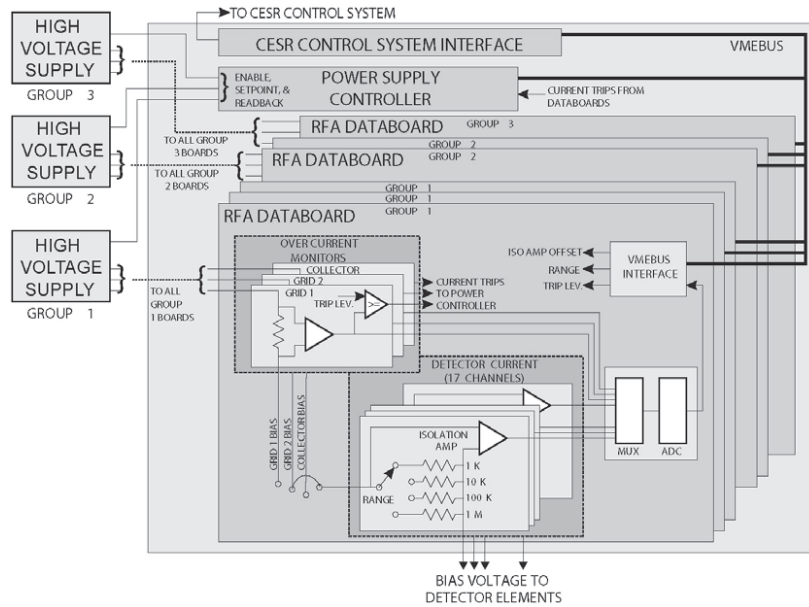 TO CESR CONTROL SYSTEM
HIGH
VOLTAGE
SUPPLY
GROUP 3
CESR CONTROL SYSTEM INTERFACE
VMEBUS
ENABLE,
SETPOINT, &
READBACK
POWER SUPPLY
CONTROLLER
CURRENT TRIPS FROM
DATABOARDS
HIGH
VOLTAGE
SUPPLY
GROUP 2
TO ALL GROUP
3 BOARDS
RFA DATABOARD GROUP 3
GROUP 2
RFA DATABOARD GROUP 2
TO ALL GROUP
2 BOARDS
GROUP 1
GROUP 1
RFA DATABOARD GROUP 1
HIGH
VOLTAGE
SUPPLY
GROUP 1
TO ALL
GROUP
1 BOARDS
OVER CURRENT
MONITORS
COLLECTOR
GRID 2
GRID 1
TRIP LEV.
>=
CURRENT TRIPS
TO POWER
CONTROLLER
ISO AMP OFFSET
RANGE
TRIP LEV.
VMEBUS
INTERFACE
DETECTOR CURRENT
(17 CHANNELS)
GRID 1 BIAS
GRID 2 BIAS
COLLECTOR BIAS
ISOLATION
AMP
RANGE
1 K
10 K
100 K
1 M
MUX
ADC
BIAS VOLTAGE TO
DETECTOR ELEMENTS